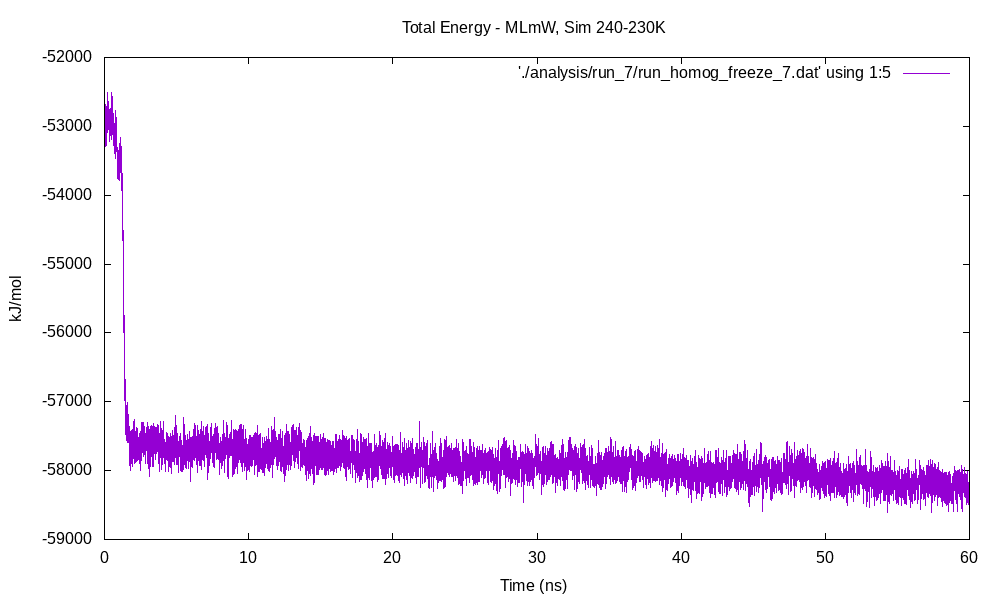 Total Energy - MLmW, Sim 240-230K
'./analysis/run_7/run_homog_freeze_7.dat' using 1:5
-52000
-53000
-54000
-55000
-56000
-57000
-58000
-59000
kJ/mol
0 10 20 30 40 50 60
Time (ns)